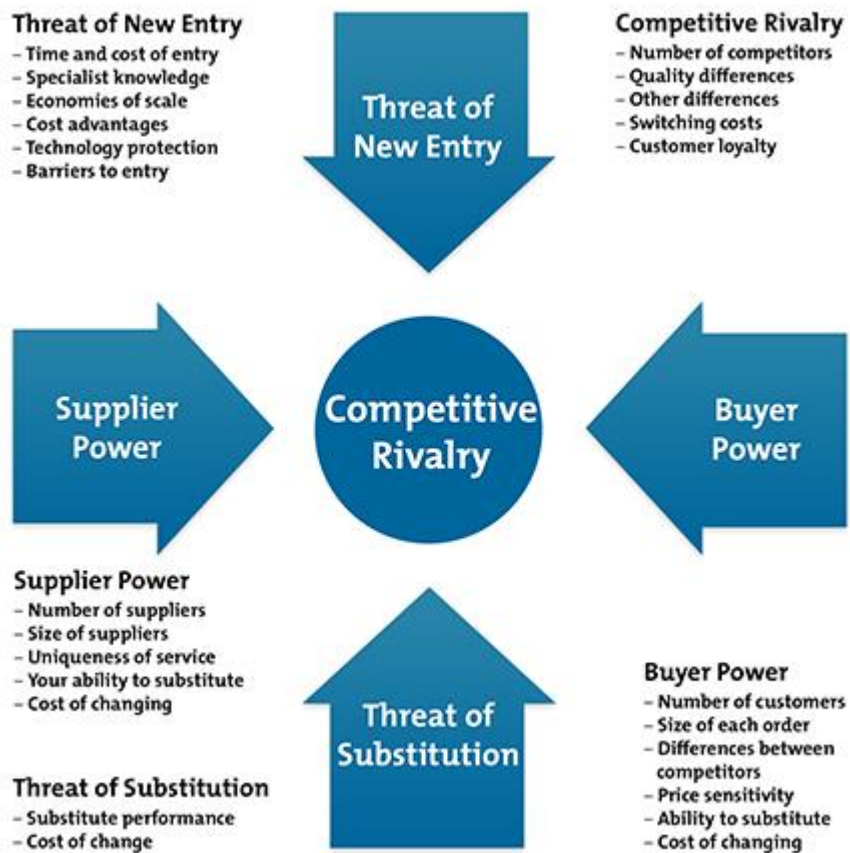 Threat of New Entry
– Time and cost of entry
– Specialist knowledge
– Economies of scale
– Cost advantages
– Technology protection
– Barriers to entry
Threat of
New Entry
Competitive Rivalry
– Number of competitors
– Quality differences
– Other differences
– Switching costs
– Customer loyalty
Supplier
Power
Competitive
Rivalry
Buyer
Power
Supplier Power
– Number of suppliers
– Size of suppliers
– Uniqueness of service
– Your ability to substitute
– Cost of changing
Threat of Substitution
– Substitute performance
– Cost of change
Threat of
Substitution
Buyer Power
– Number of customers
– Size of each order
– Differences between
competitors
– Price sensitivity
– Ability to substitute
– Cost of changing